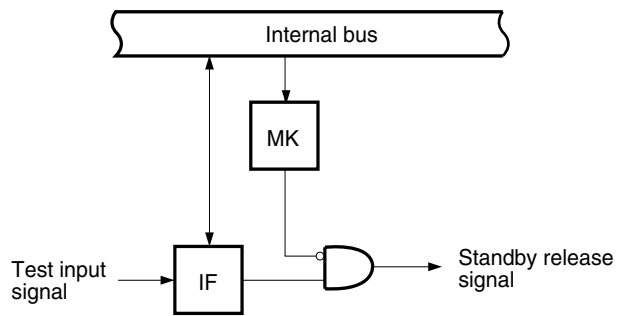 Internal bus
MK
Test input
signal
IF
Standby release
signal